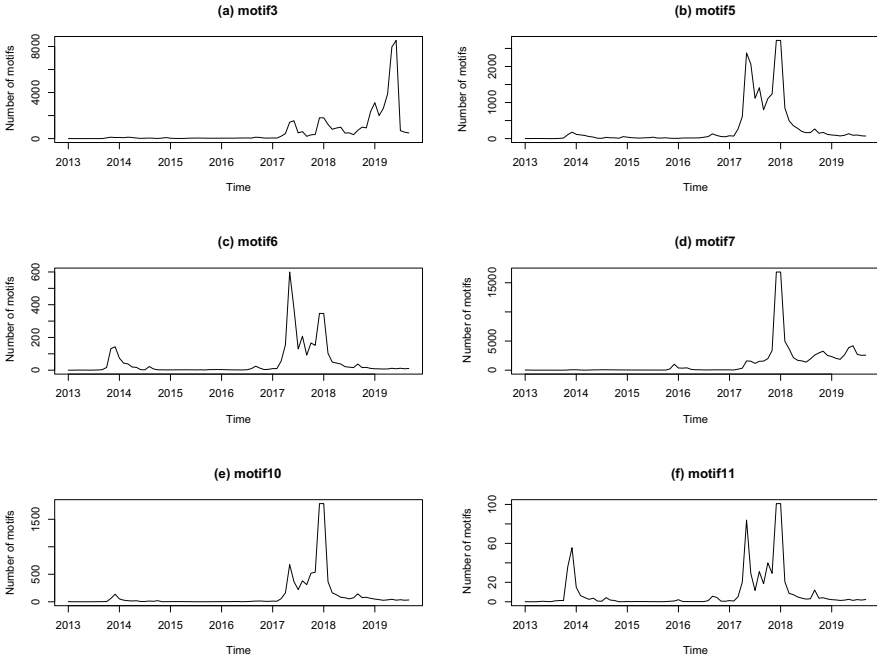 (a) motif3
Number of motifs
0 4000 8000
2013 2014 2015 2016 2017 2018 2019
Time
(b) motif5
Number of motifs
0 1000 2000
2013 2014 2015 2016 2017 2018 2019
Time
(c) motif6
Number of motifs
0 200 400 600
2013 2014 2015 2016 2017 2018 2019
Time
(d) motif7
Number of motifs
0 5000 15000
2013 2014 2015 2016 2017 2018 2019
Time
(e) motif10
Number of motifs
0 500 1500
2013 2014 2015 2016 2017 2018 2019
Time
(f) motif11
Number of motifs
0 20 60 100
2013 2014 2015 2016 2017 2018 2019
Time